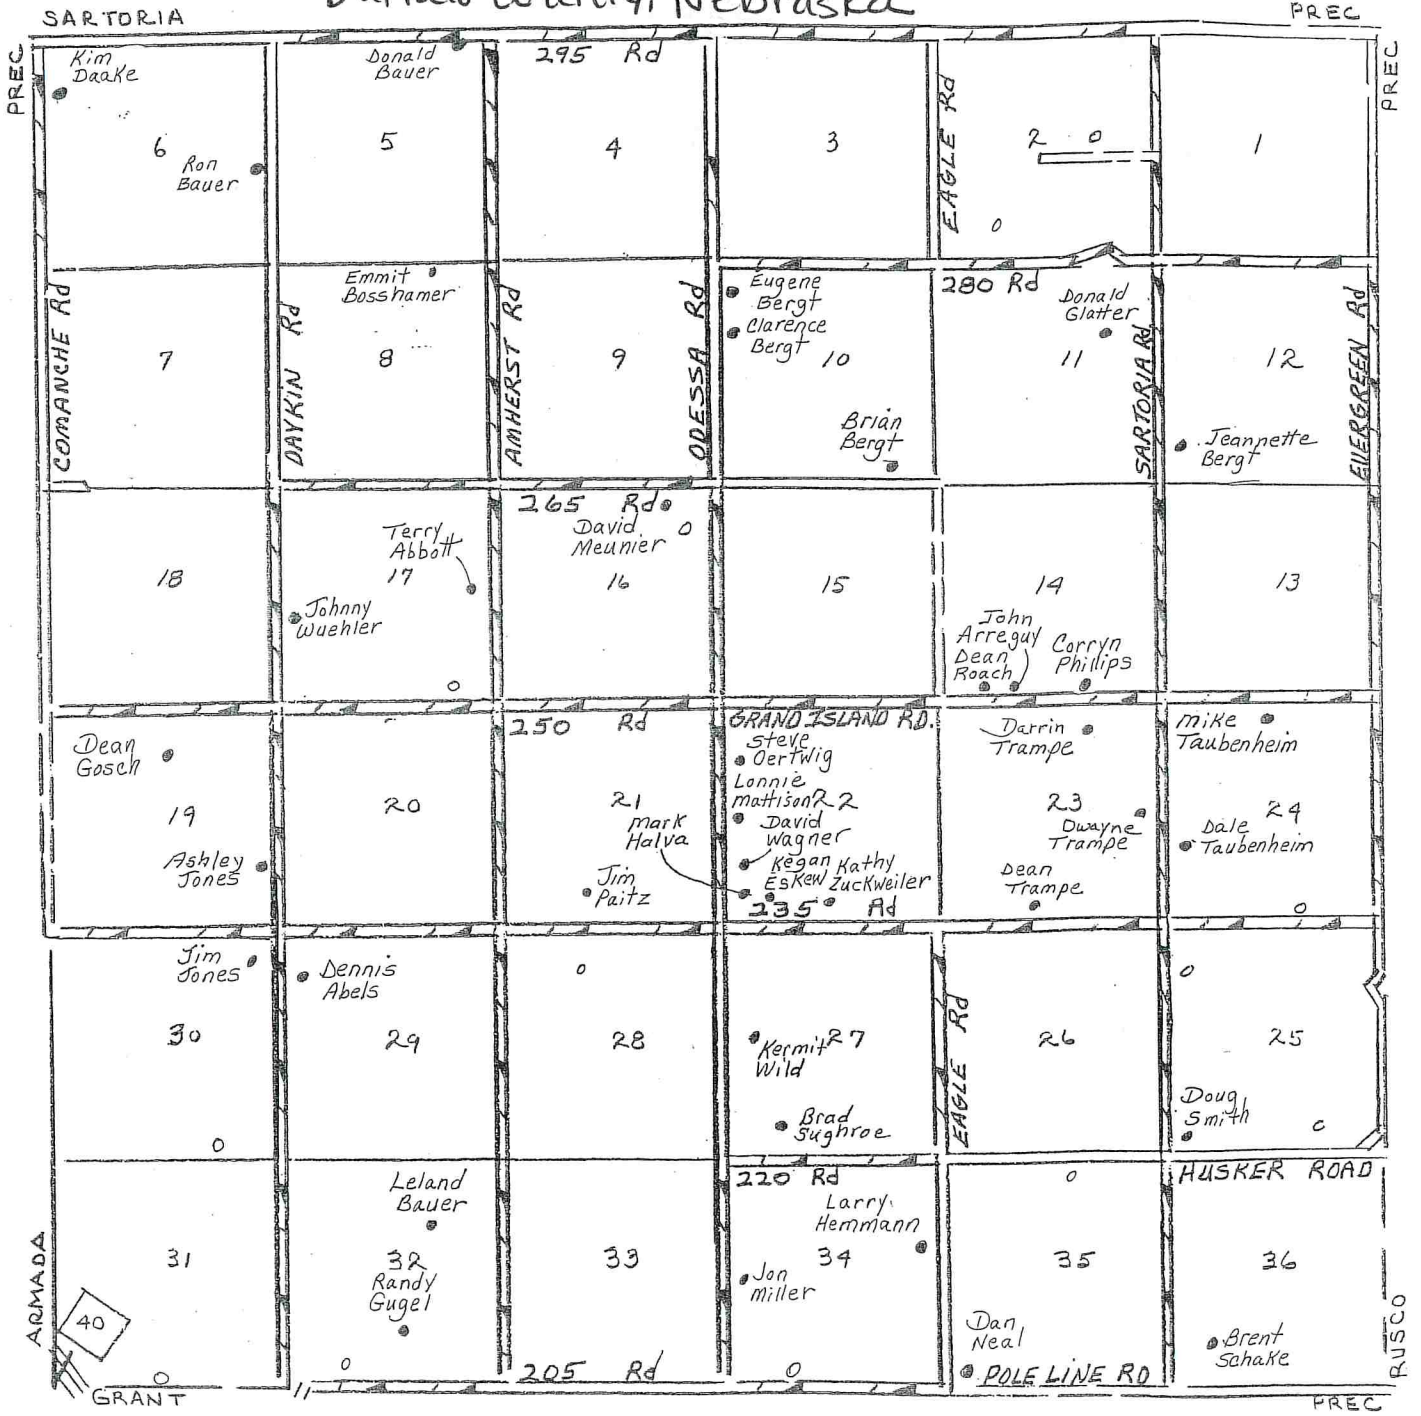 Nebraska
SARTORIA
PREC
PREC
PREC
295 Rd
Kim
Daake
Donald
Bauer
EAGLE Rd
6
5
4
3
2
1
Ron
Bauer
280 Rd
Emmit
Bosshamer
Eugene
Bergt
Clarence
Bergt
Donald
Glatter
COMANCHE Rd
DAYKIN Rd
AMHERST Rd
ODESSA Rd
SARTORIA Rd
EVERGREEN Rd
7
8
9
10
11
12
Brian
Bergt
Jeannette
Bergt
265 Rd
Terry
Abbott
David
Meunier
18
17
16
15
14
13
Johnny
Wuehler
John
Arreguy
Dean
Roach
Corryn
Phillips
250 Rd
GRAND ISLAND RD.
Dean
Gosch
Steve
Oertwig
Darrin
Trampe
Mike
Taubenheim
Lonnie
Mattison
19
20
21
22
23
24
Mark
Halva
David
Wagner
Dwayne
Trampe
Dale
Taubenheim
Ashley
Jones
Jim
Paitz
Kegan
Eskew
Kathy
Zuckweiler
Dean
Trampe
235 Rd
Jim
Jones
Dennis
Abels
30
29
28
27
26
25
Kermit
Wild
EAGLE Rd
Brad
Sughroe
Doug
Smith
220 Rd
HUSKER ROAD
Leland
Bauer
Larry
Hemmann
31
32
33
34
35
36
Randy
Gugel
Jon
Miller
ARMADA
40
Dan
Neal
Brent
Schake
RUSCO
205 Rd
POLE LINE RD
GRANT
PREC